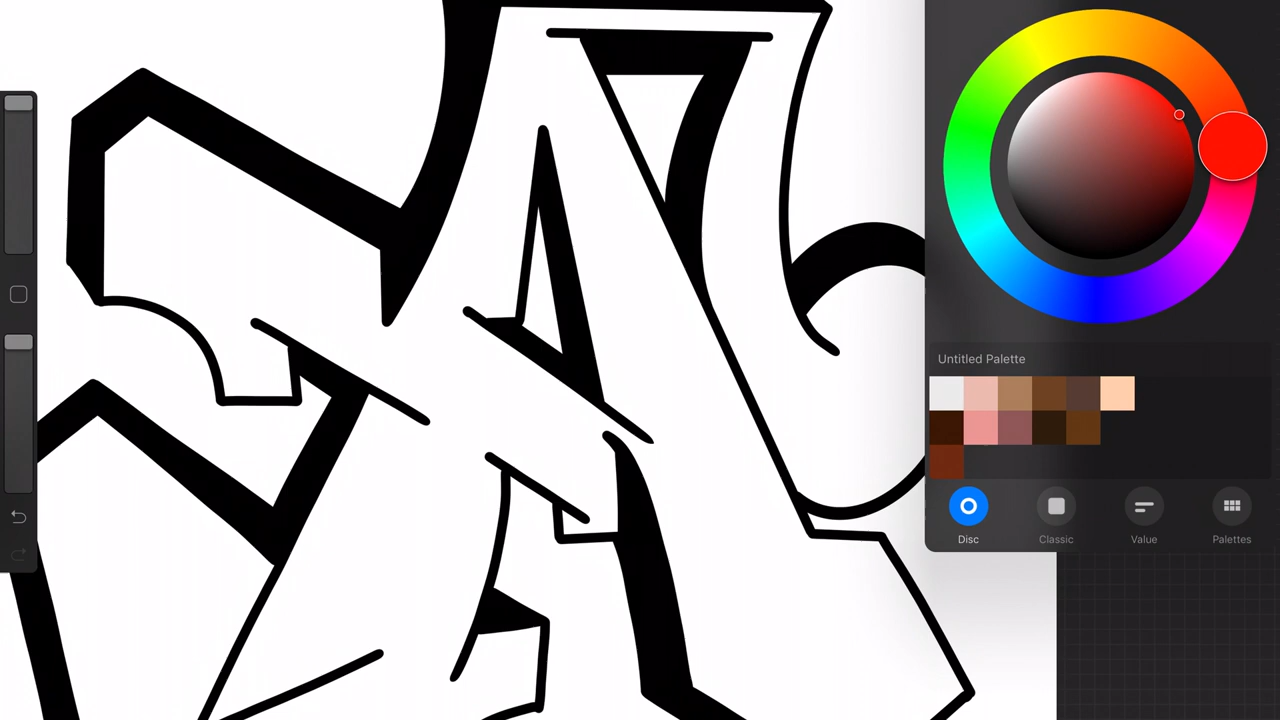 Untitled Palette
Disc
Classic
Value
Palettes